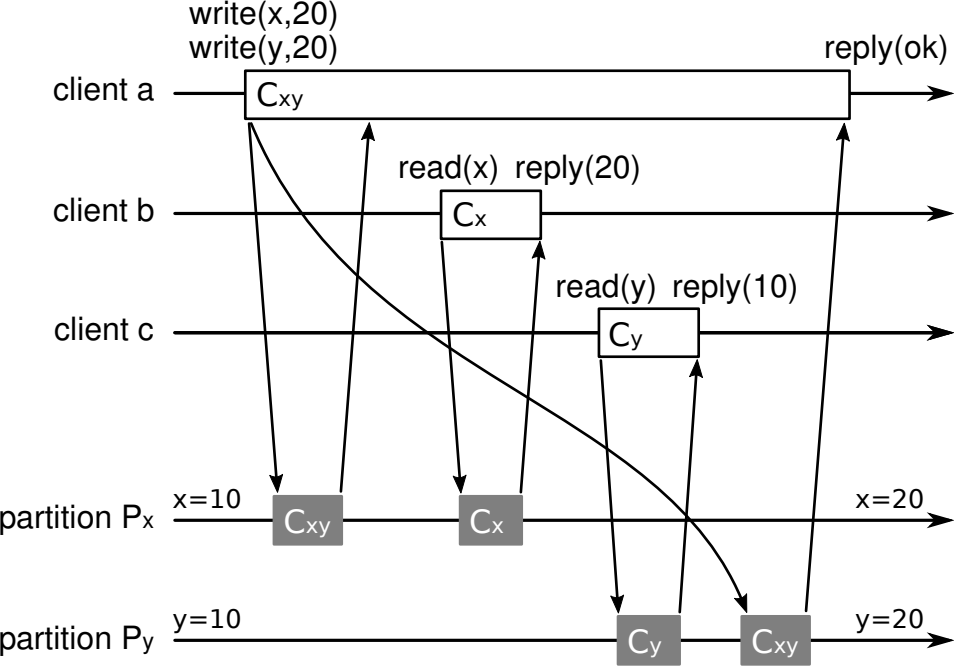 write(x,20)
write(y,20) reply(ok)
client a Cxy
read(x) reply(20)
client b Cx
read(y) reply(10)
client c Cy
partition Px x=10 Cxy Cx x=20
partition Py y=10 Cy Cxy y=20